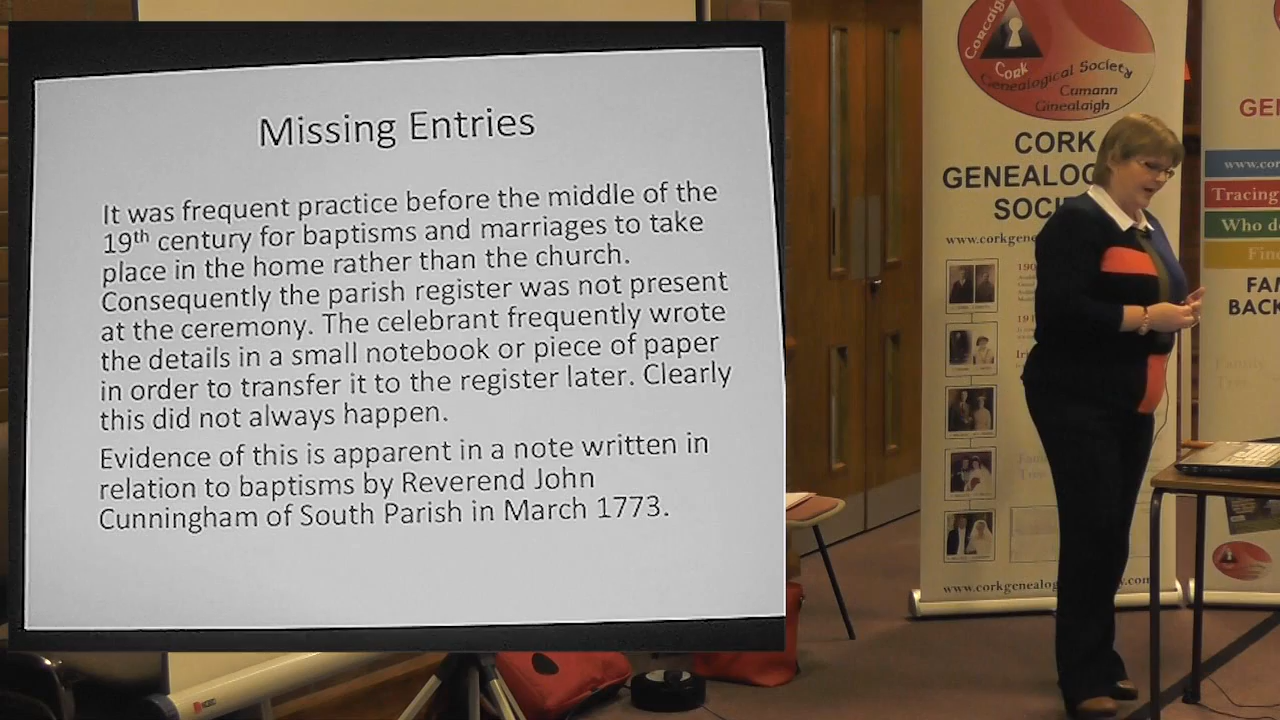 Missing Entries
It was frequent practice before the middle of the
19th century for baptisms and marriages to take
place in the home rather than the church.
Consequently the parish register was not present
at the ceremony. The celebrant frequently wrote
the details in a small notebook or piece of paper
in order to transfer it to the register later. Clearly
this did not always happen.
Evidence of this is apparent in a note written in
relation to baptisms by Reverend John
Cunningham of South Parish in March 1773.
Corcaigh
Cork
Genealogical Society
Cumann
Ginealaigh
CORK
GENEALOG
SOCI
www.corkgene
190
191
www.corkgenealog y.com
GEN
www.cor
Tracing
Who d
Fin
FAM
BACK